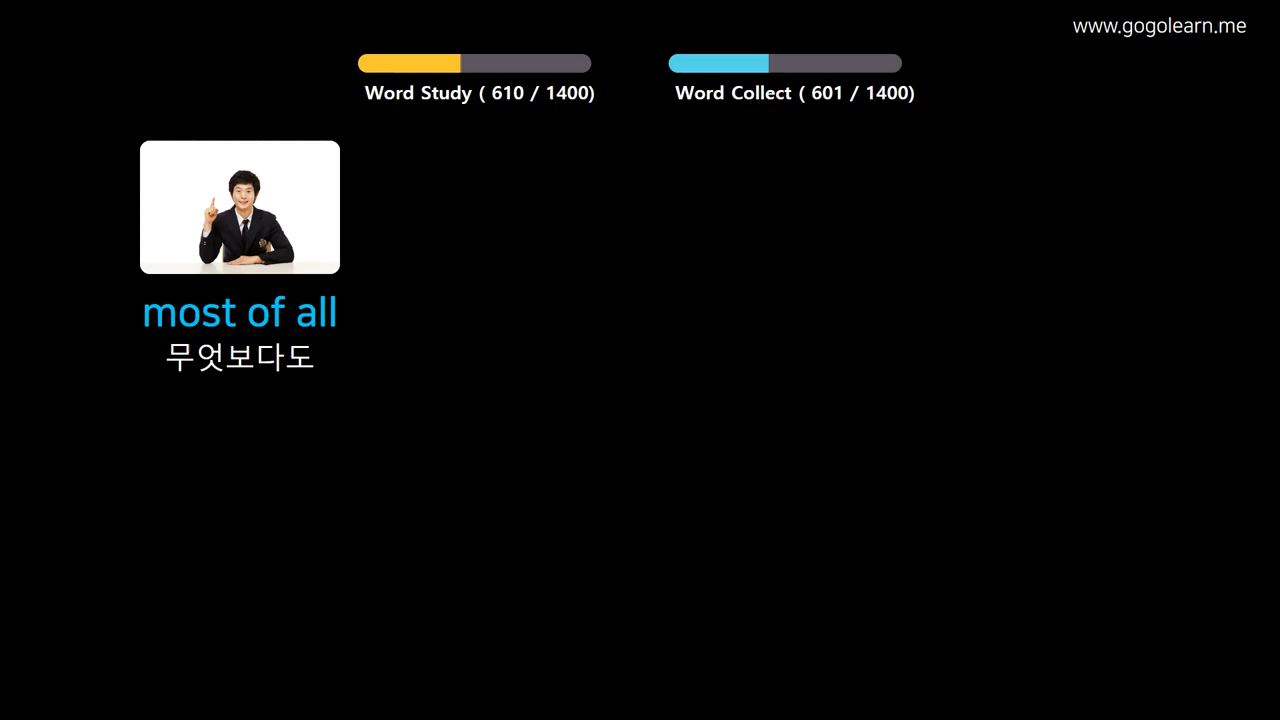 www.gogolearn.me
Word Study ( 610 / 1400)
Word Collect ( 601 / 1400)
most of all
무엇보다도